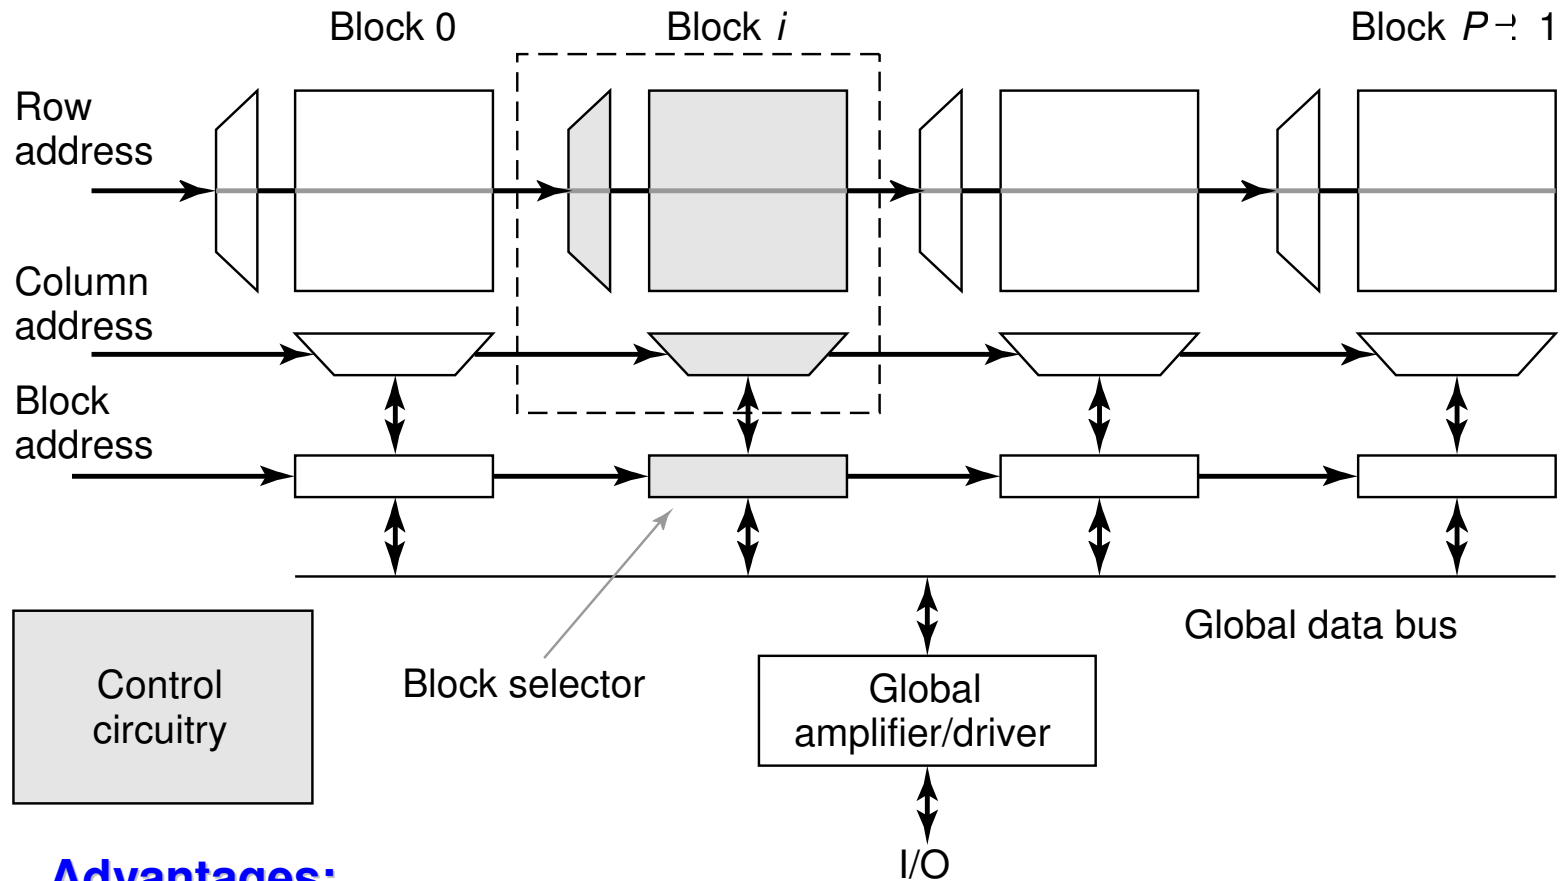 Block 0
Block i
Block P − 1
Row
address
Column
address
Block
address
Global data bus
Control
circuitry
Block selector
Global
amplifier/driver
I/O
Advantages: